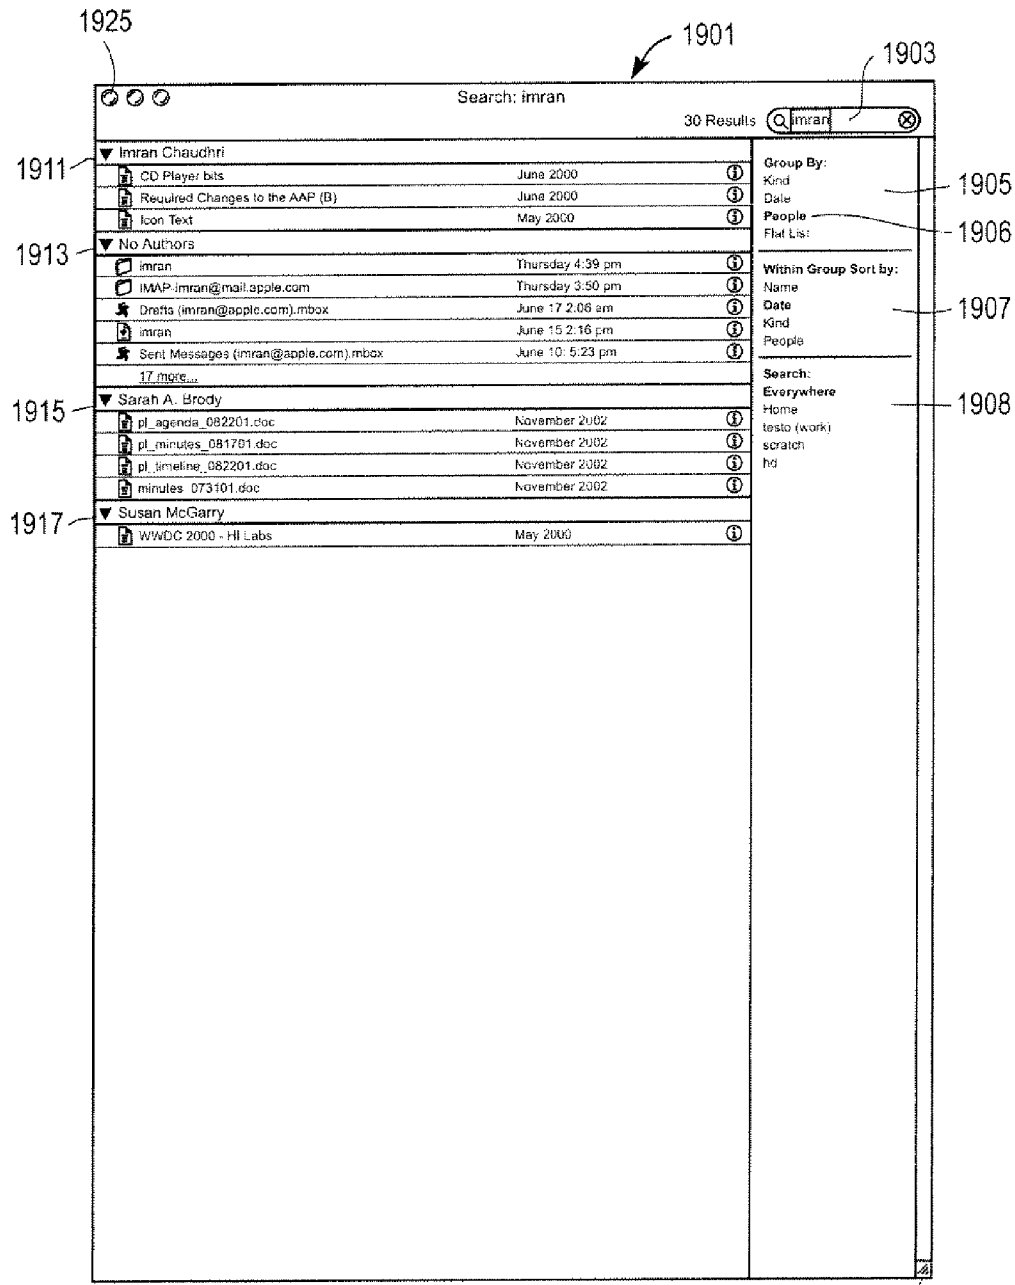 1925
1901
1903
Search: imran
30 Results imran
1911
Imran Chaudhri
CD Player bits June 2000
Required Changes to the AAP (B) June 2000
Icon Text May 2000
1913
No Authors
imran Thursday 4:39 pm
IMAP-imran@mail.apple.com Thursday 3:50 pm
Drafts (imran@apple.com).mbox June 17 2:06 am
imran June 15 2:16 pm
Sent Messages (imran@apple.com).mbox June 10: 5:23 pm
17 more...
1915
Sarah A. Brody
pl_agenda_082201.doc November 2002
pl_minutes_081701.doc November 2002
pl_timeline_082201.doc November 2002
minutes_073101.doc November 2002
1917
Susan McGarry
WWDC 2000 - HI Labs May 2000
Group By:
Kind
Date
People
Flat List
1905
1906
Within Group Sort by:
Name
Date
Kind
People
1907
Search:
Everywhere
Home
testo (work)
scratch
hd
1908